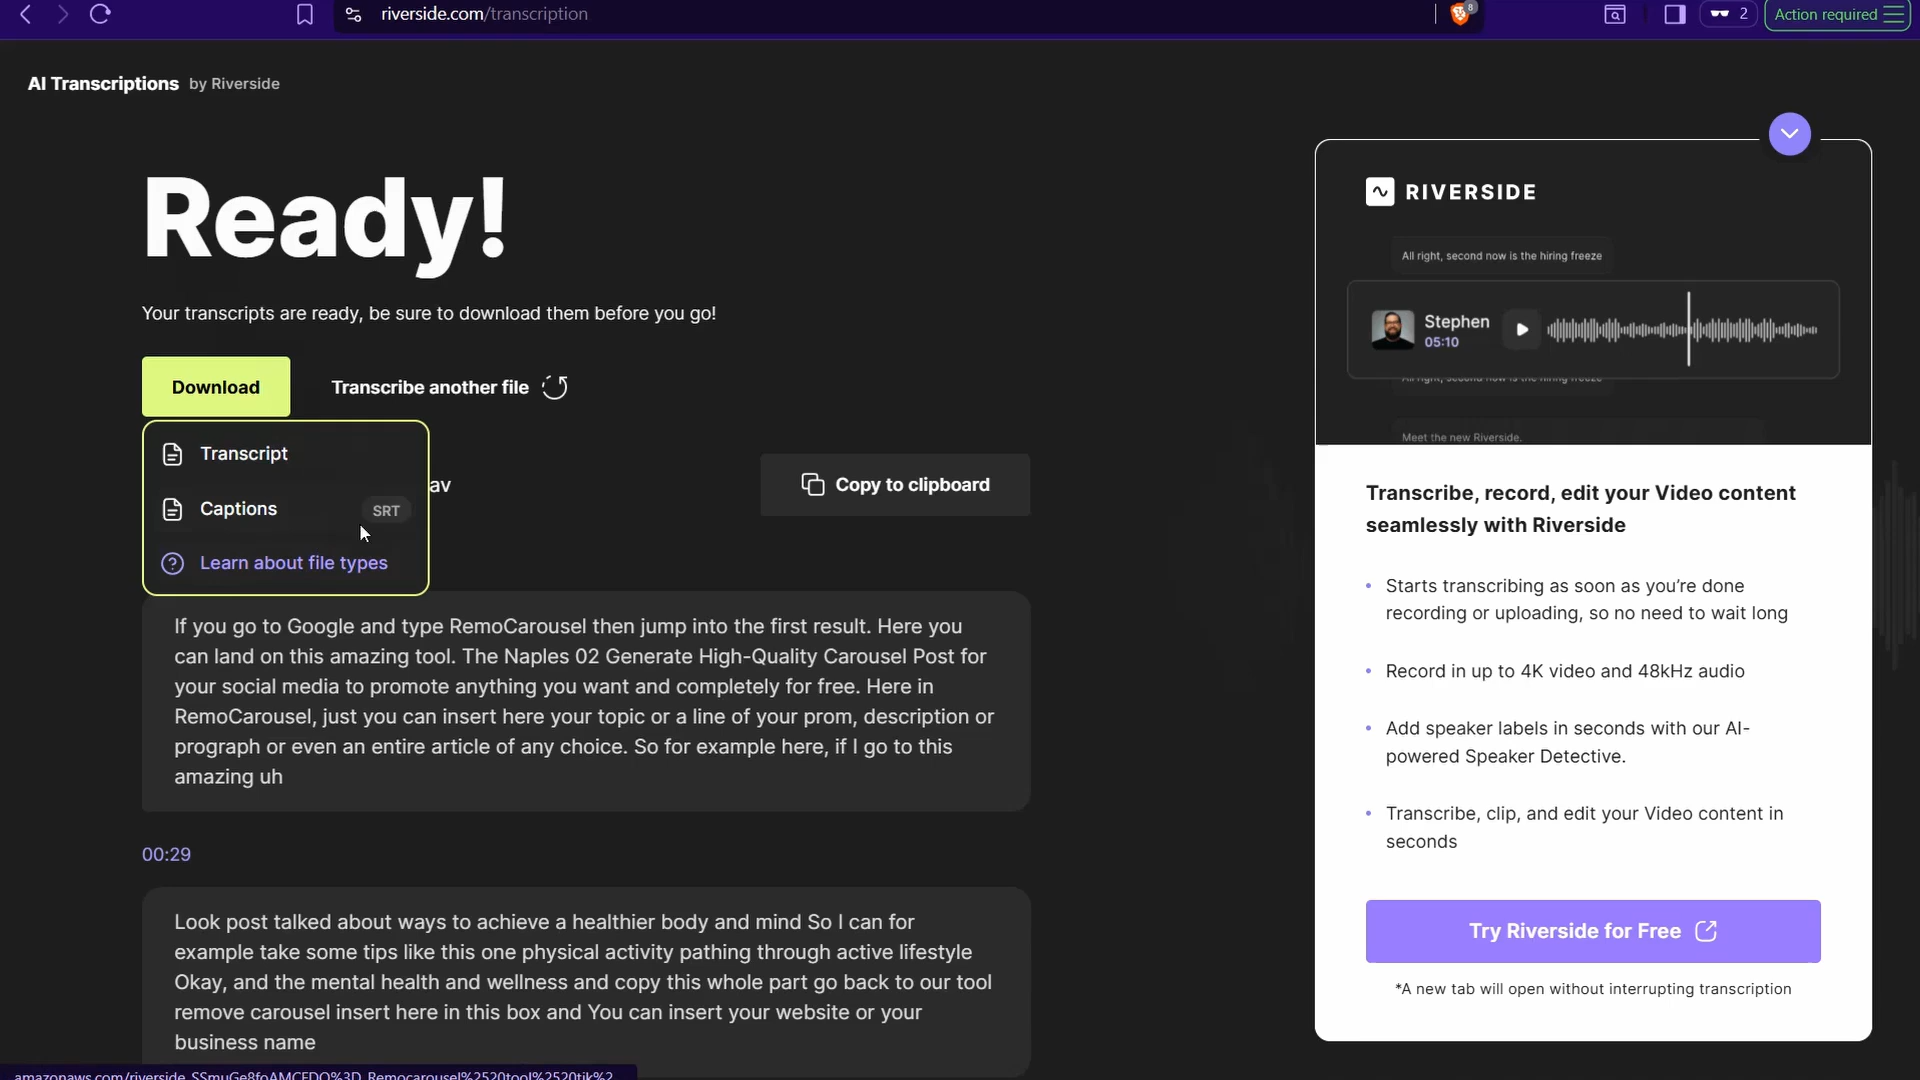 riverside.com/transcription
8
2
Action required
AI Transcriptions by Riverside
Ready!
Your transcripts are ready, be sure to download them before you go!
Download
Transcribe another file
Transcript
Captions SRT
Learn about file types
av
Copy to clipboard
If you go to Google and type RemoCarousel then jump into the first result. Here you
can land on this amazing tool. The Naples 02 Generate High-Quality Carousel Post for
your social media to promote anything you want and completely for free. Here in
RemoCarousel, just you can insert here your topic or a line of your prom, description or
prograph or even an entire article of any choice. So for example here, if I go to this
amazing uh
00:29
Look post talked about ways to achieve a healthier body and mind So I can for
example take some tips like this one physical activity pathing through active lifestyle
Okay, and the mental health and wellness and copy this whole part go back to our tool
remove carousel insert here in this box and You can insert your website or your
business name
RIVERSIDE
All right, second now is the hiring freeze
Stephen
05:10
All right, second now is the hiring freeze
Meet the new Riverside.
Transcribe, record, edit your Video content
seamlessly with Riverside
• Starts transcribing as soon as you’re done
recording or uploading, so no need to wait long
• Record in up to 4K video and 48kHz audio
• Add speaker labels in seconds with our AI-
powered Speaker Detective.
• Transcribe, clip, and edit your Video content in
seconds
Try Riverside for Free
*A new tab will open without interrupting transcription